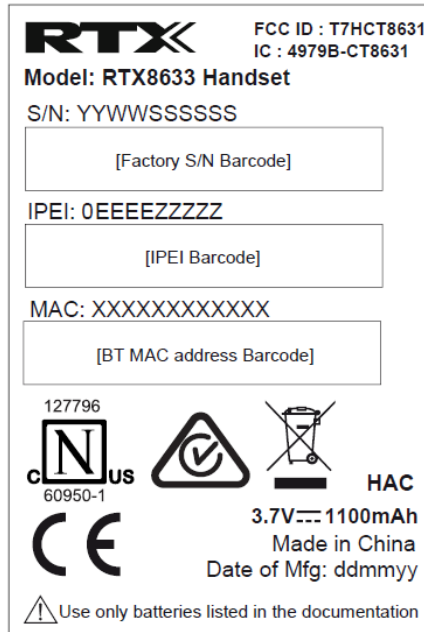 RTX
FCC ID : T7HCT8631
IC : 4979B-CT8631
Model: RTX8633 Handset
S/N: YYWWSSSSSS
[Factory S/N Barcode]
IPEI: 0EEEEZZZZZ
[IPEI Barcode]
MAC: XXXXXXXXXXXX
[BT MAC address Barcode]
127796
c N US
60950-1
HAC
CE
3.7V⎓1100mAh
Made in China
Date of Mfg: ddmmyy
Use only batteries listed in the documentation